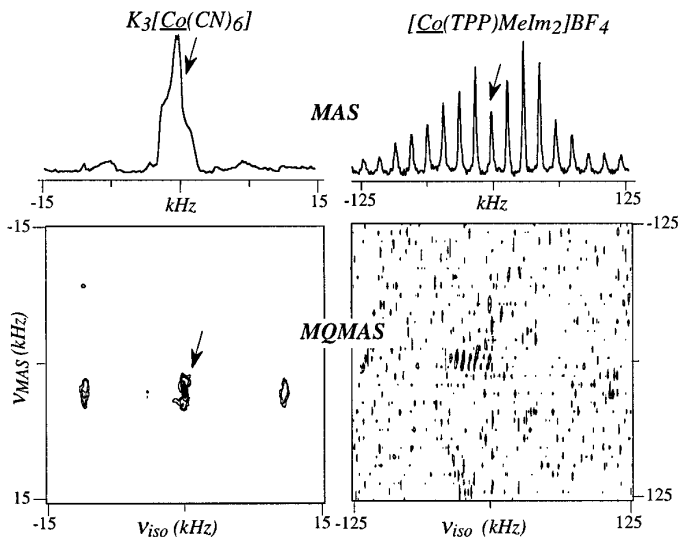 K3[Co(CN)6]
[Co(TPP)MeIm2]BF4
MAS
-15
kHz
15
-125
kHz
125
-15
-125
MQMAS
νMAS (kHz)
15
-125
-15
νiso (kHz)
15
-125
νiso (kHz)
125